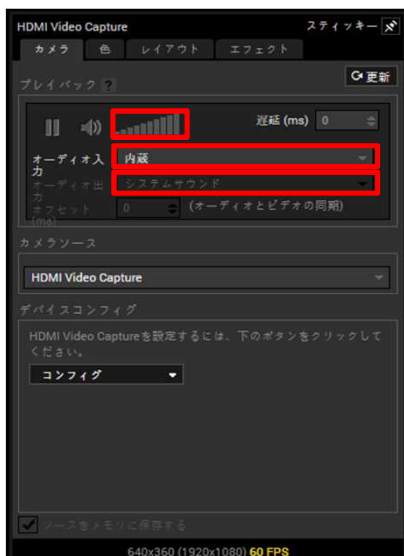 HDMI Video Capture スティッキー
カメラ 色 レイアウト エフェクト
プレイバック ? 更新
遅延 (ms) 0
オーディオ入力 内蔵
オーディオ出力 システムサウンド
オフセット (ms) 0 (オーディオとビデオの同期)
カメラソース
HDMI Video Capture
デバイスコンフィグ
HDMI Video Captureを設定するには、下のボタンをクリックして
ください。
コンフィグ
ソースをメモリに保存する
640x360 (1920x1080) 60 FPS